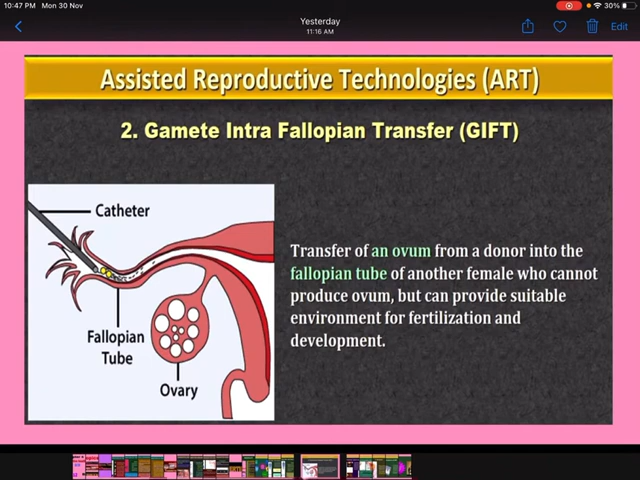 10:47 PM Mon 30 Nov
30%
Yesterday
11:16 AM
Edit
Assisted Reproductive Technologies (ART)
2. Gamete Intra Fallopian Transfer (GIFT)
Catheter
Fallopian
Tube
Ovary
Transfer of an ovum from a donor into the
fallopian tube of another female who cannot
produce ovum, but can provide suitable
environment for fertilization and
development.